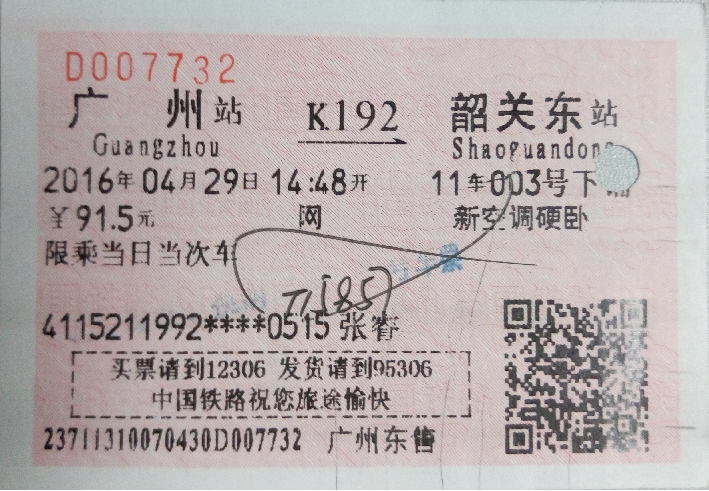 D007732
广州站 K192 韶关东站
Guangzhou Shaoguandong
2016年04月29日14:48开 11车003号下铺
￥91.5元 网 新空调硬卧
限乘当日当次车
4115211992****0515 张睿
买票请到12306 发货请到95306
中国铁路祝您旅途愉快
23711310070430D007732 广州东售